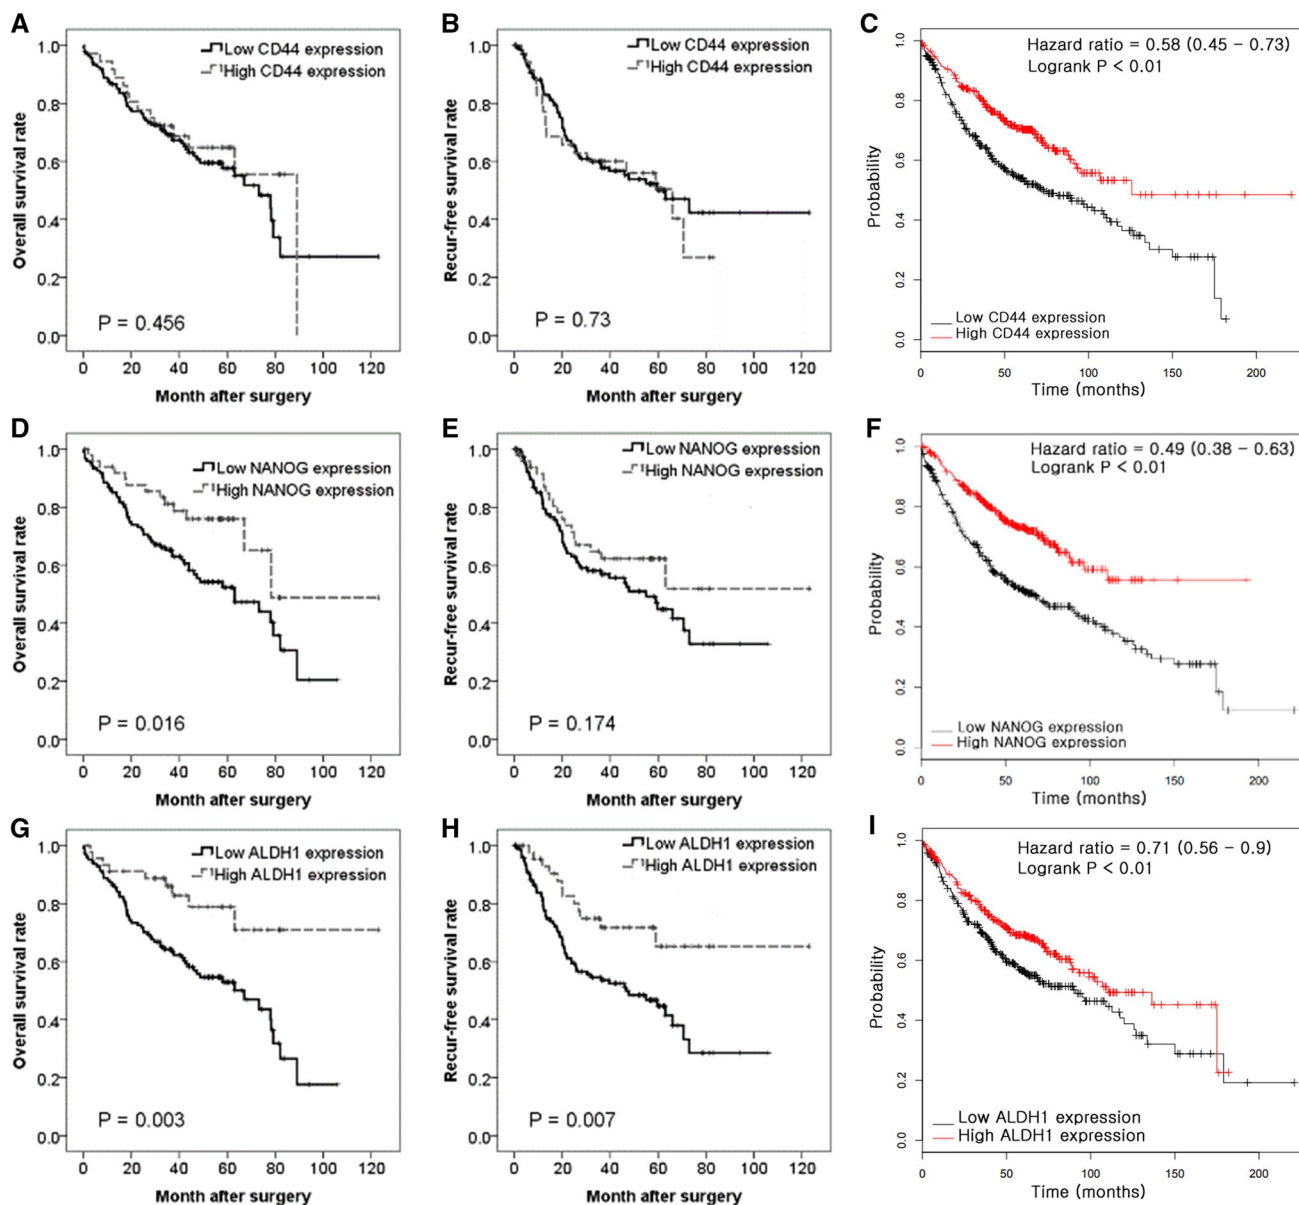 A
Low CD44 expression
High CD44 expression
Overall survival rate
1.0
0.8
0.6
0.4
0.2
0.0
P = 0.456
0 20 40 60 80 100 120
Month after surgery
B
Low CD44 expression
High CD44 expression
Recur-free survival rate
1.0
0.8
0.6
0.4
0.2
0.0
P = 0.73
0 20 40 60 80 100 120
Month after surgery
C
Hazard ratio = 0.58 (0.45 - 0.73)
Logrank P < 0.01
Probability
1.0
0.8
0.6
0.4
0.2
0.0
Low CD44 expression
High CD44 expression
0 50 100 150 200
Time (months)
D
Low NANOG expression
High NANOG expression
Overall survival rate
1.0
0.8
0.6
0.4
0.2
0.0
P = 0.016
0 20 40 60 80 100 120
Month after surgery
E
Low NANOG expression
High NANOG expression
Recur-free survival rate
1.0
0.8
0.6
0.4
0.2
0.0
P = 0.174
0 20 40 60 80 100 120
Month after surgery
F
Hazard ratio = 0.49 (0.38 - 0.63)
Logrank P < 0.01
Probability
1.0
0.8
0.6
0.4
0.2
0.0
Low NANOG expression
High NANOG expression
0 50 100 150 200
Time (months)
G
Low ALDH1 expression
High ALDH1 expression
Overall survival rate
1.0
0.8
0.6
0.4
0.2
0.0
P = 0.003
0 20 40 60 80 100 120
Month after surgery
H
Low ALDH1 expression
High ALDH1 expression
Recur-free survival rate
1.0
0.8
0.6
0.4
0.2
0.0
P = 0.007
0 20 40 60 80 100 120
Month after surgery
I
Hazard ratio = 0.71 (0.56 - 0.9)
Logrank P < 0.01
Probability
1.0
0.8
0.6
0.4
0.2
0.0
Low ALDH1 expression
High ALDH1 expression
0 50 100 150 200
Time (months)